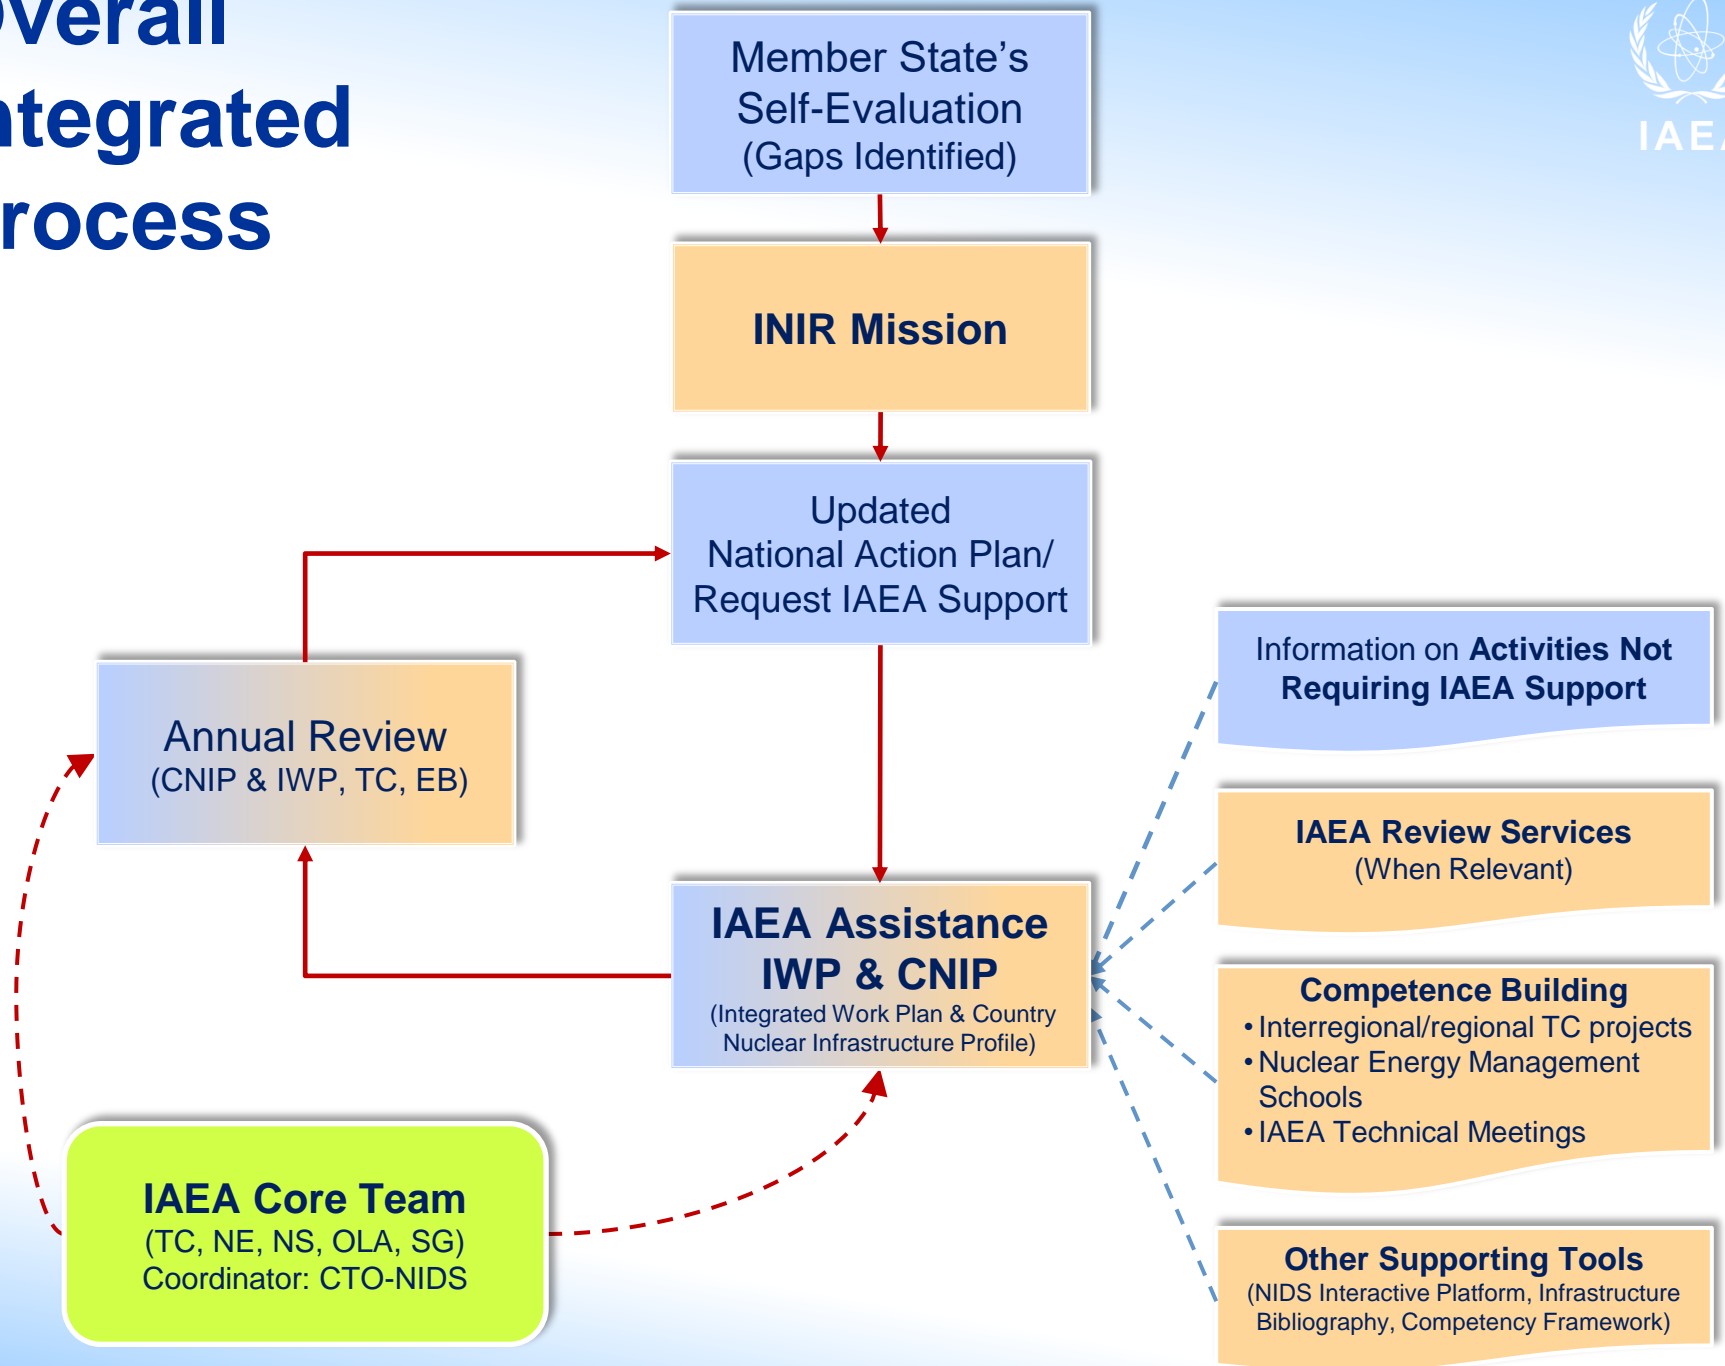 Overall
Integrated
Process
IAEA
Member State’s
Self-Evaluation
(Gaps Identified)
INIR Mission
Updated
National Action Plan/
Request IAEA Support
Annual Review
(CNIP & IWP, TC, EB)
IAEA Assistance
IWP & CNIP
(Integrated Work Plan & Country
Nuclear Infrastructure Profile)
IAEA Core Team
(TC, NE, NS, OLA, SG)
Coordinator: CTO-NIDS
Information on Activities Not
Requiring IAEA Support
IAEA Review Services
(When Relevant)
Competence Building
• Interregional/regional TC projects
• Nuclear Energy Management
Schools
• IAEA Technical Meetings
Other Supporting Tools
(NIDS Interactive Platform, Infrastructure
Bibliography, Competency Framework)